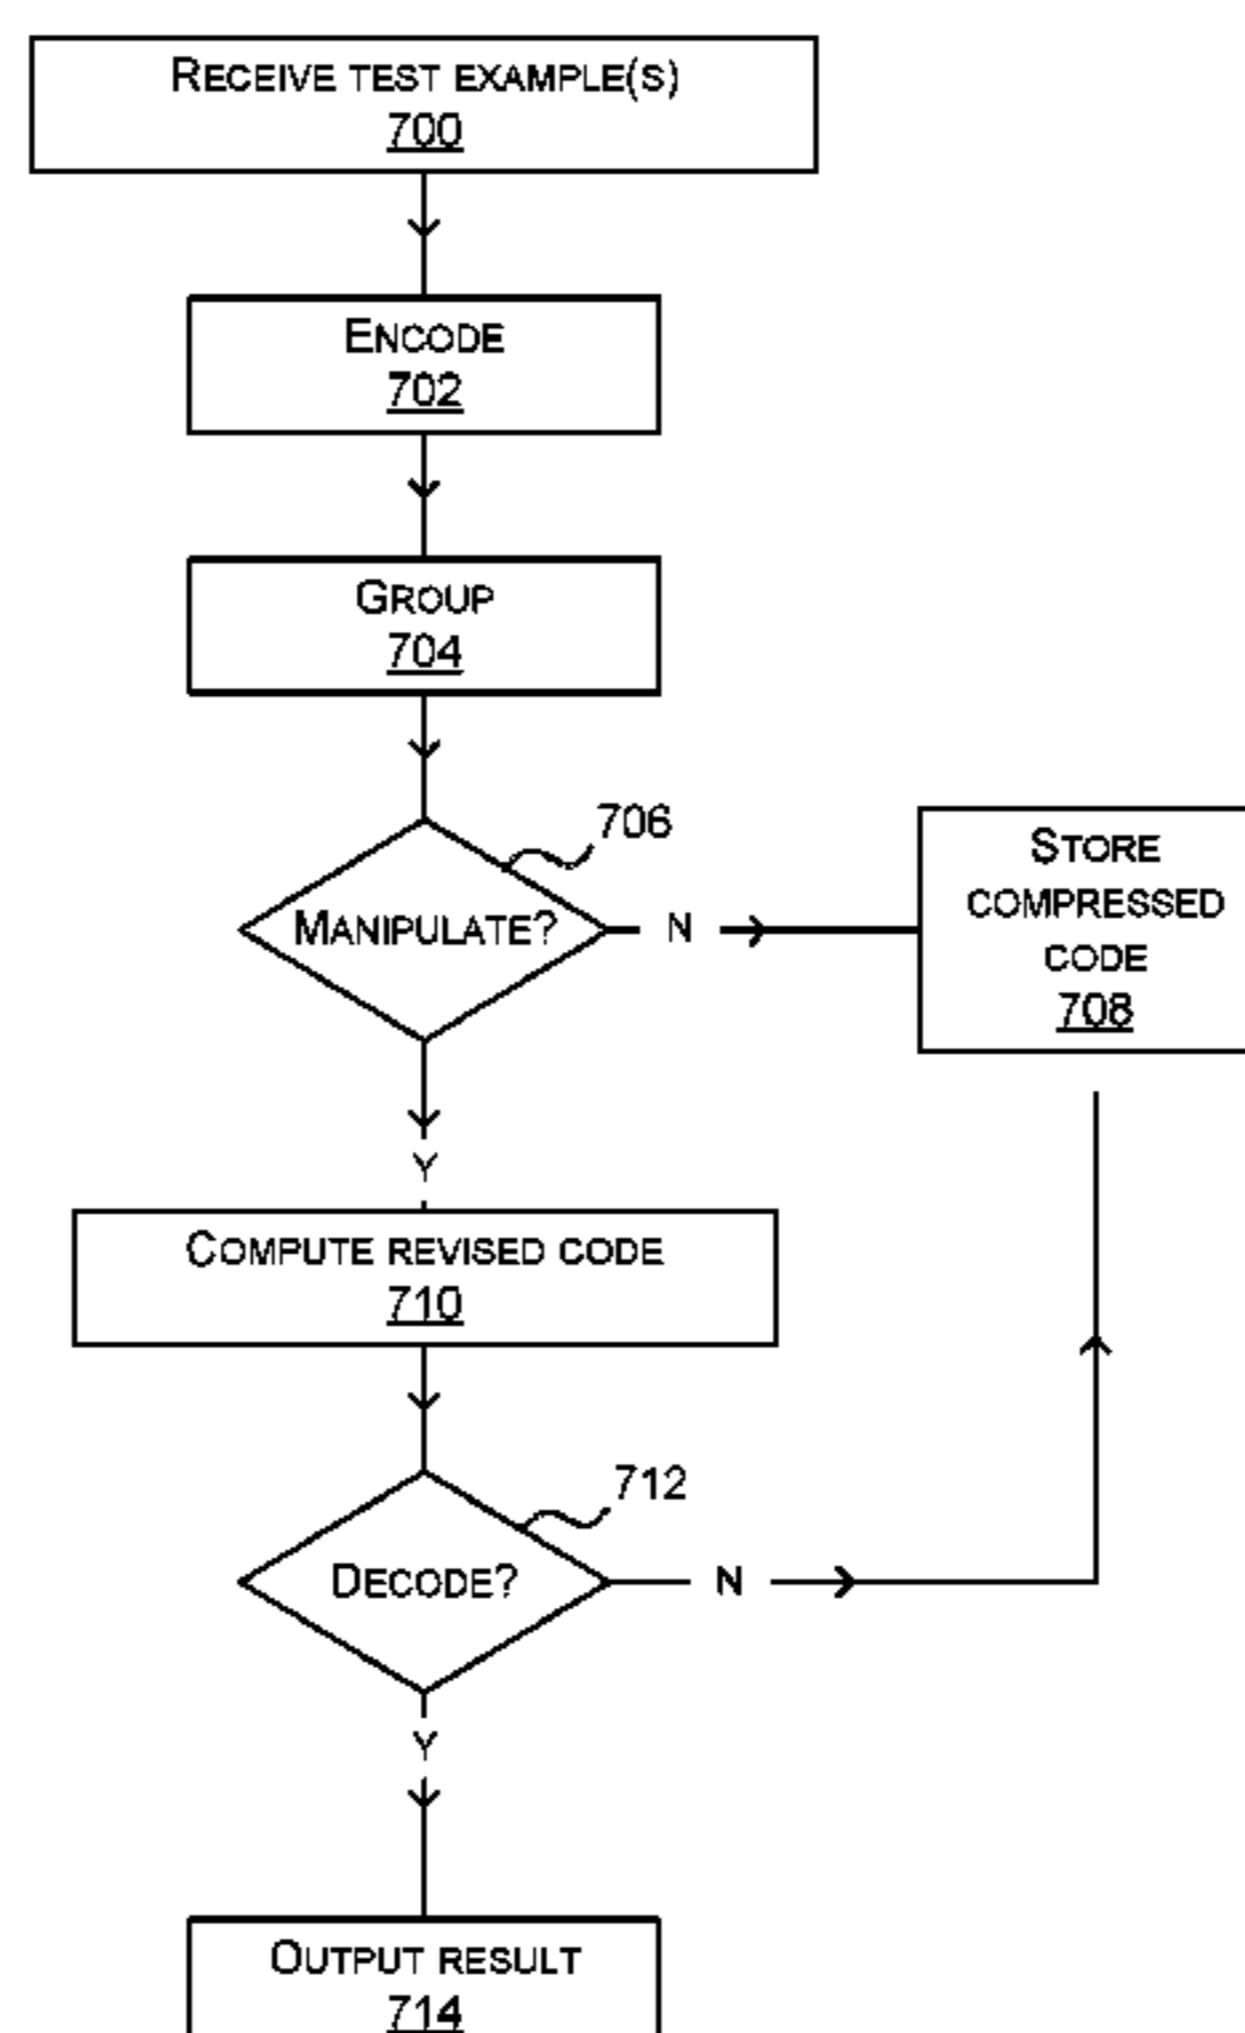 RECEIVE TEST EXAMPLE(S)
700
ENCODE
702
GROUP
704
706
MANIPULATE?
N
STORE
COMPRESSED
CODE
708
Y
COMPUTE REVISED CODE
710
712
DECODE?
N
Y
OUTPUT RESULT
714